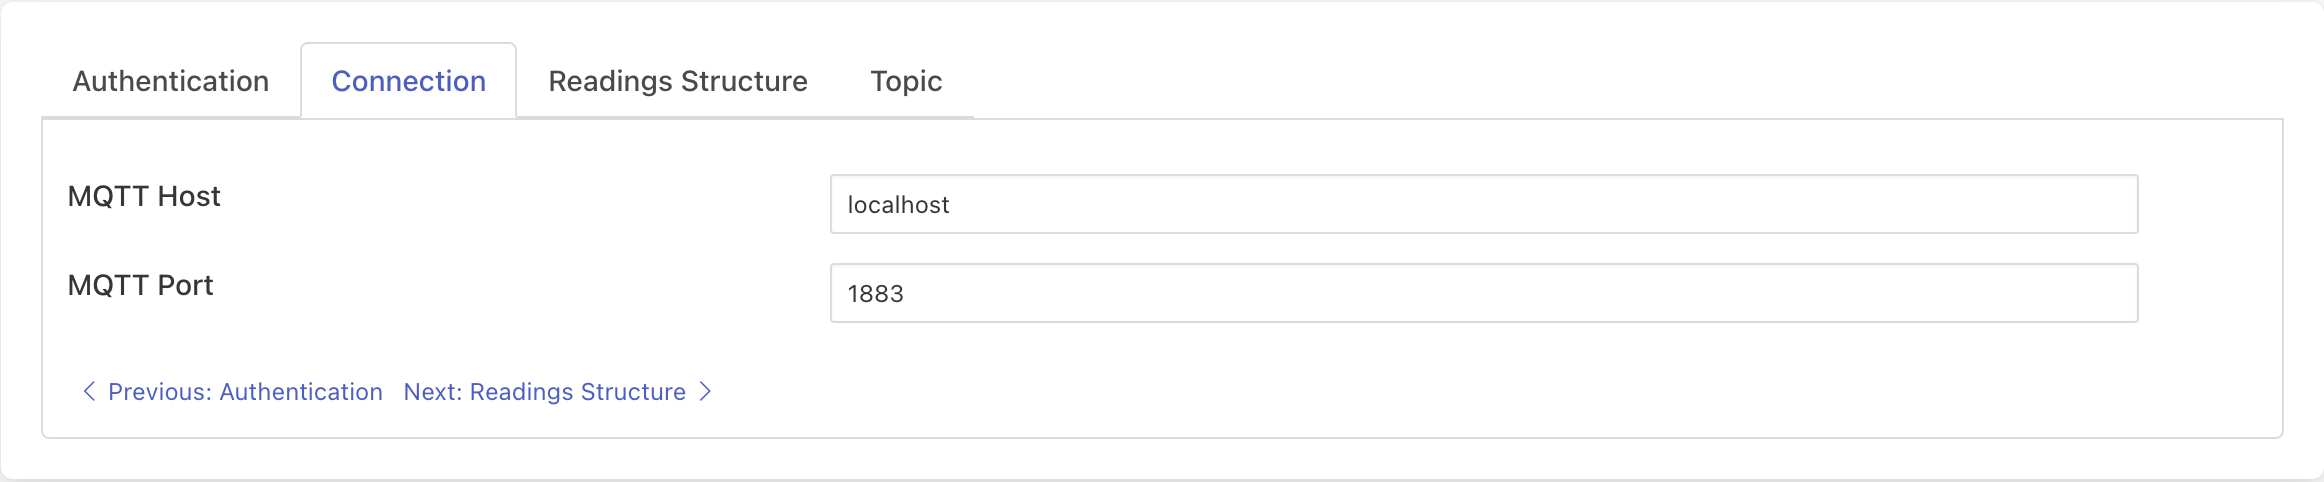 Authentication Connection Readings Structure Topic
MQTT Host localhost
MQTT Port 1883
Previous: Authentication Next: Readings Structure